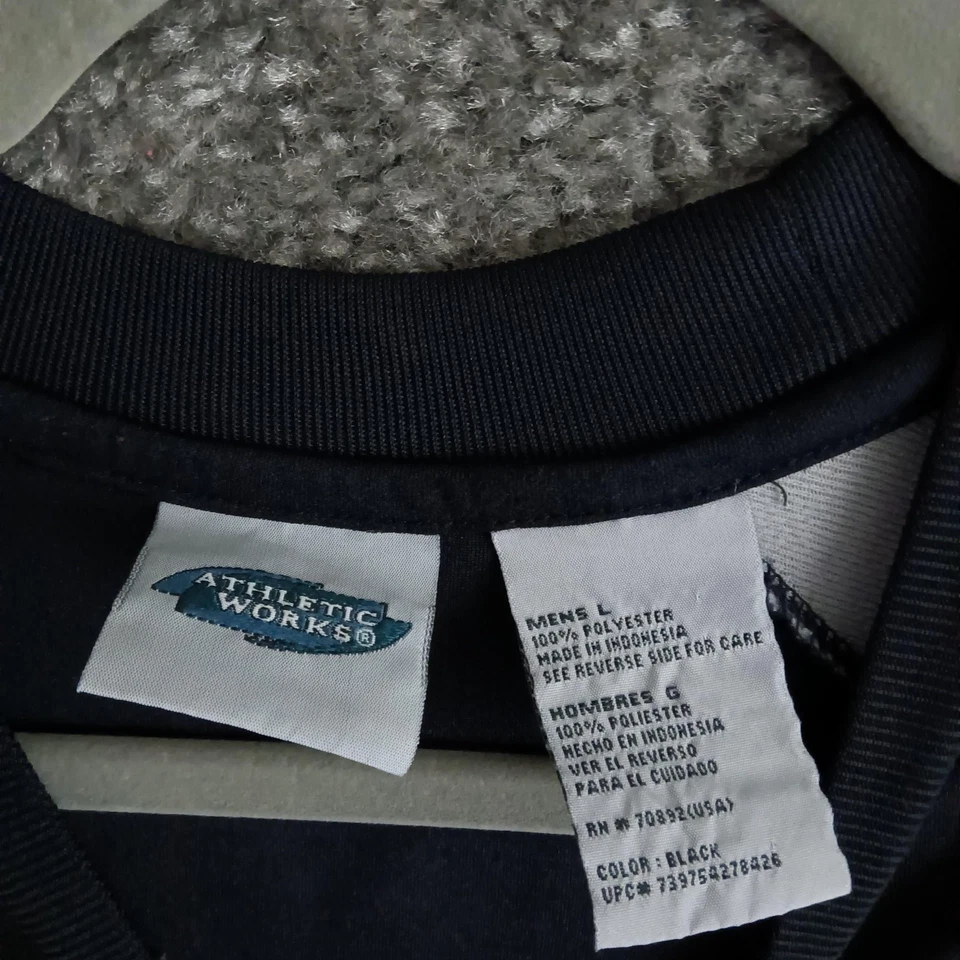 ATHLETIC
WORKS®
MENS L
100% POLYESTER
MADE IN INDONESIA
SEE REVERSE SIDE FOR CARE
HOMBRES G
100% POLIESTER
HECHO EN INDONESIA
VER EL REVERSO
PARA EL CUIDADO
RN # 70892(USA)
COLOR : BLACK
UPC# 739754278426